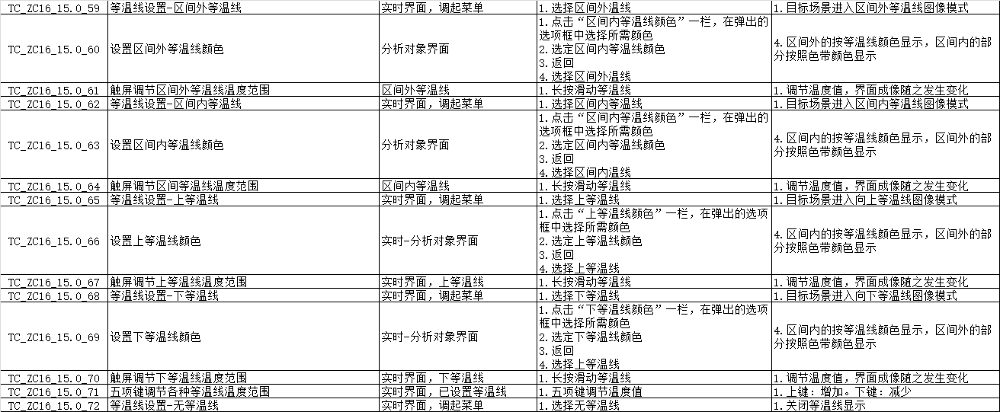 TC_ZC16_15.0_59 等温线设置-区间外等温线 实时界面，调起菜单 1.选择区间外温线 1.目标场景进入区间外等温线图像模式
TC_ZC16_15.0_60 设置区间外等温线颜色 分析对象界面
1.点击“区间内等温线颜色”一栏，在弹出的
选项框中选择所需颜色
2.选定区间内等温线颜色
3.返回
4.选择区间外温线
4.区间外的按等温线颜色显示，区间内的部
分按照色带颜色显示
TC_ZC16_15.0_61 触屏调节区间外等温线温度范围 区间外等温线 1.长按滑动等温线 1.调节温度值，界面成像随之发生变化
TC_ZC16_15.0_62 等温线设置-区间内等温线 实时界面，调起菜单 1.选择区间内等温线 1.目标场景进入区间内等温线图像模式
TC_ZC16_15.0_63 设置区间内等温线颜色 分析对象界面
1.点击“区间内等温线颜色”一栏，在弹出的
选项框中选择所需颜色
2.选定区间内等温线颜色
3.返回
4.选择区间内温线
4.区间内的按等温线颜色显示，区间外的部
分按照色带颜色显示
TC_ZC16_15.0_64 触屏调节区间等温线温度范围 区间内等温线 1.长按滑动等温线 1.调节温度值，界面成像随之发生变化
TC_ZC16_15.0_65 等温线设置-上等温线 实时界面，调起菜单 1.选择上等温线 1.目标场景进入向上等温线图像模式
TC_ZC16_15.0_66 设置上等温线颜色 实时-分析对象界面
1.点击“上等温线颜色”一栏，在弹出的选项
框中选择所需颜色
2.选定上等温线颜色
3.返回
4.选择上等温线
4.区间内的按等温线颜色显示，区间外的部
分按照色带颜色显示
TC_ZC16_15.0_67 触屏调节上等温线温度范围 实时界面，上等温线 1.长按滑动等温线 1.调节温度值，界面成像随之发生变化
TC_ZC16_15.0_68 等温线设置-下等温线 实时界面，调起菜单 1.选择下等温线 1.目标场景进入向下等温线图像模式
TC_ZC16_15.0_69 设置下等温线颜色 实时-分析对象界面
1.点击“下等温线颜色”一栏，在弹出的选项
框中选择所需颜色
2.选定下等温线颜色
3.返回
4.选择上等温线
4.区间内的按等温线颜色显示，区间外的部
分按照色带颜色显示
TC_ZC16_15.0_70 触屏调节下等温线温度范围 实时界面，下等温线 1.长按滑动等温线 1.调节温度值，界面成像随之发生变化
TC_ZC16_15.0_71 五项键调节各种等温线温度范围 实时界面，已设置等温线 1.五项键调节温度值 1.上键：增加。下键：减少
TC_ZC16_15.0_72 等温线设置-无等温线 实时界面，调起菜单 1.选择无等温线 1.关闭等温线显示